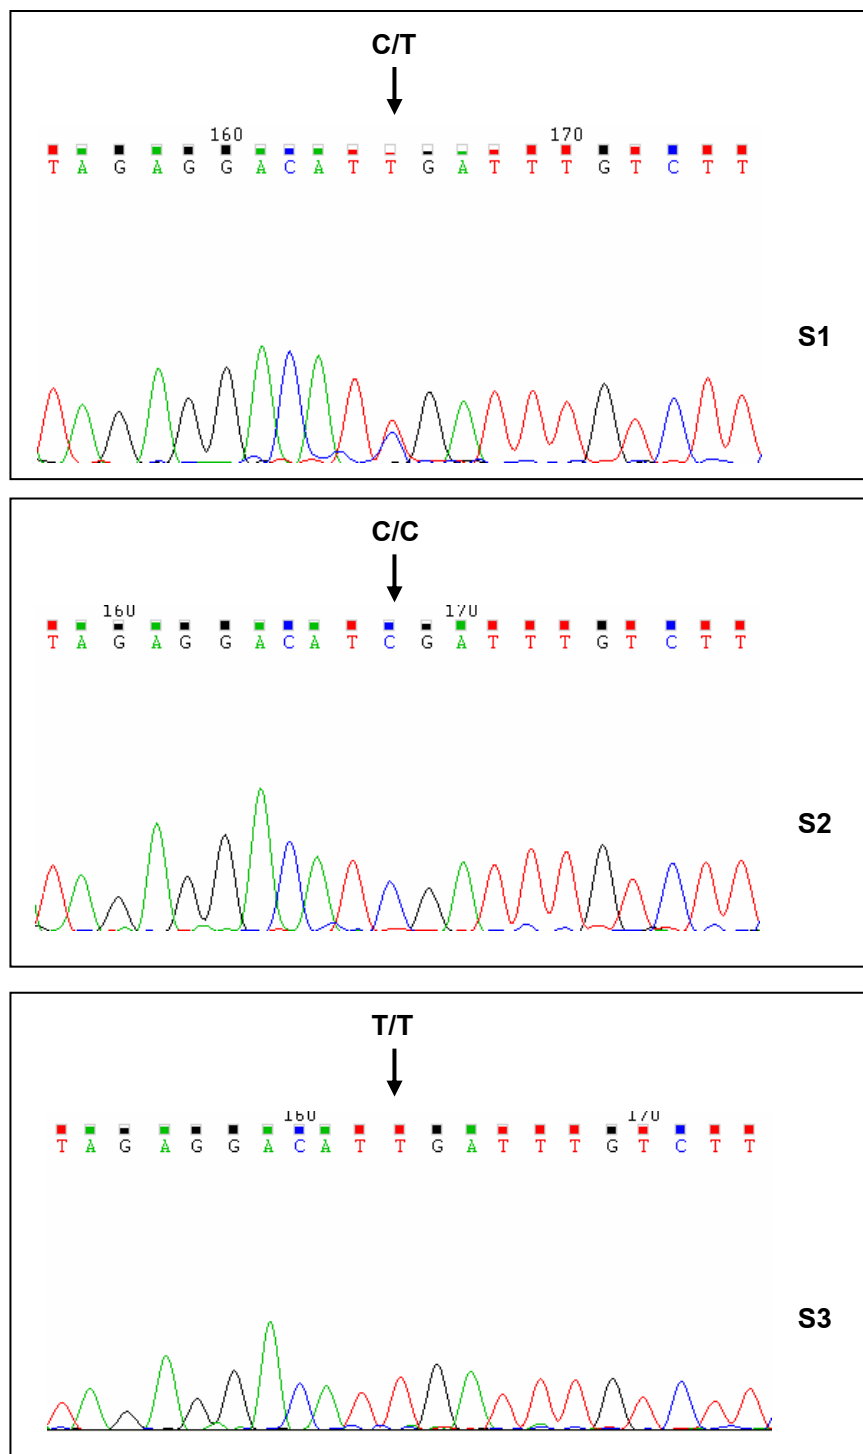 C/T
160 170
T A G A G G A C A T T G A T T T G T C T T
S1
C/C
160 170
T A G A G G A C A T C G A T T T G T C T T
S2
T/T
160 170
T A G A G G A C A T T G A T T T G T C T T
S3